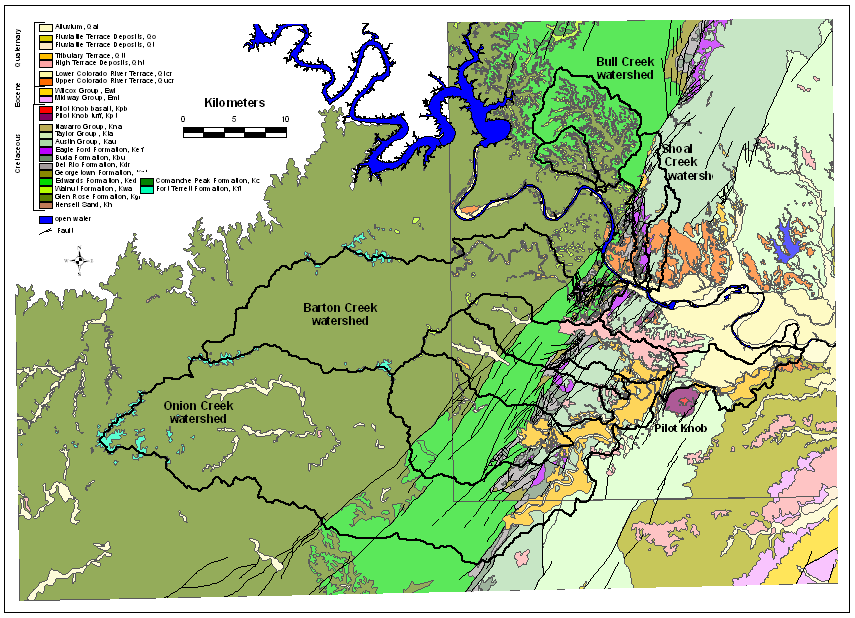 Quaternary
Eocene
Cretaceous
Alluvium, Qal
Fluviatile Terrace Deposits, Qo
Fluviatile Terrace Deposits, Qt
Tributary Terrace, Qtt
High Terrace Deposits, Qht
Lower Colorado River Terrace, Qlcr
Upper Colorado River Terrace, Qucr
Wilcox Group, Ewi
Midway Group, Emi
Pilot Knob basalt, Kpb
Pilot Knob tuff, Kpt
Navarro Group, Kna
Taylor Group, Kta
Austin Group, Kau
Eagle Ford Formation, Kef
Buda Formation, Kbu
Del Rio Formation, Kdr
Georgetown Formation,
Edwards Formation, Ked
Comanche Peak Formation, Kc
Walnut Formation, Kwa
Fort Terrell Formation, Kft
Glen Rose Formation, Kgr
Hensell Sand, Kh
open water
Fault
N
W
E
S
Kilometers
0
5
10
Bull Creek
watershed
Shoal
Creek
watersh
Barton Creek
watershed
Onion Creek
watershed
Pilot Knob